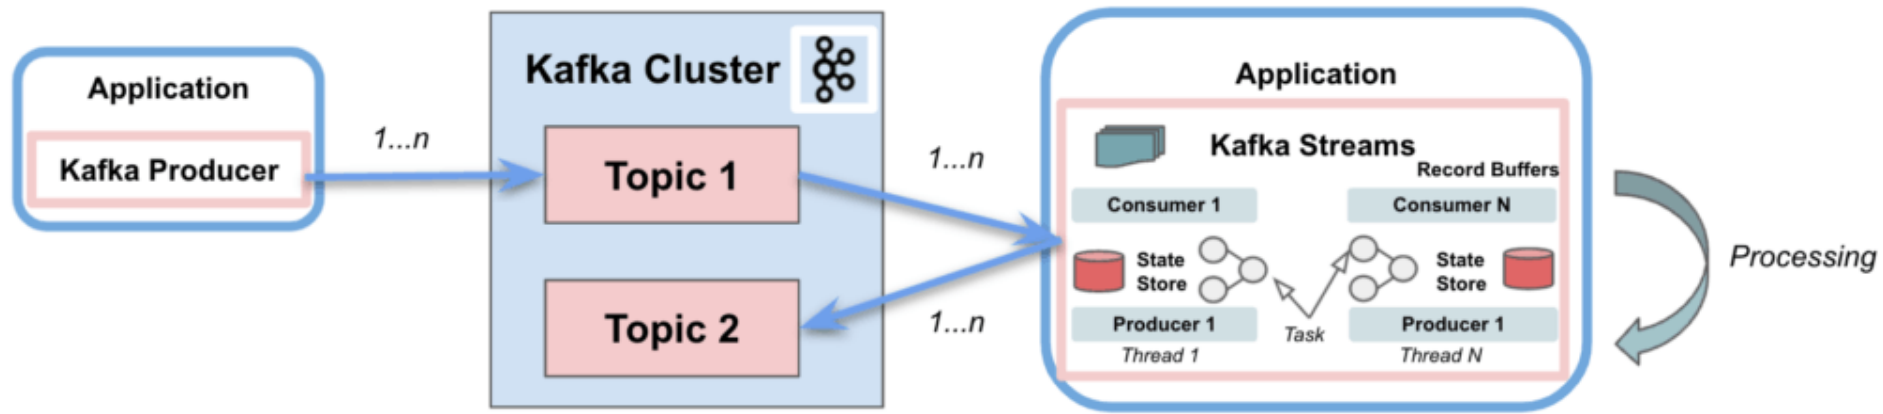 Application
Kafka Producer
1...n
Kafka Cluster
Topic 1
Topic 2
1...n
1...n
Application
Kafka Streams
Record Buffers
Consumer 1
Consumer N
State
Store
State
Store
Producer 1
Task
Producer 1
Thread 1
Thread N
Processing